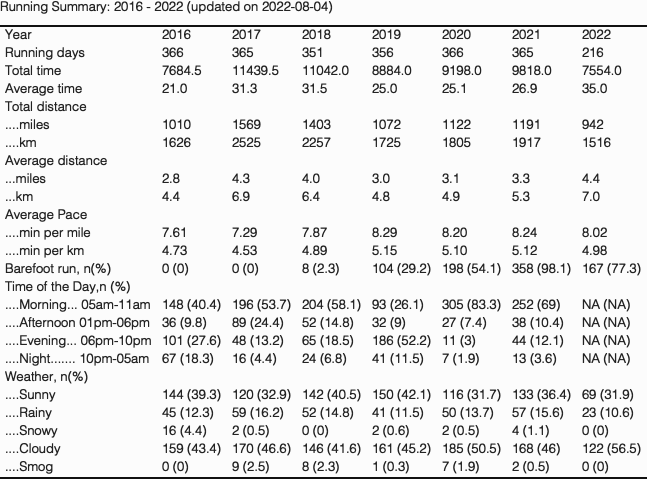 Running Summary: 2016 - 2022 (updated on 2022-08-04)
Year 2016 2017 2018 2019 2020 2021 2022
Running days 366 365 351 356 366 365 216
Total time 7684.5 11439.5 11042.0 8884.0 9198.0 9818.0 7554.0
Average time 21.0 31.3 31.5 25.0 25.1 26.9 35.0
Total distance
....miles 1010 1569 1403 1072 1122 1191 942
....km 1626 2525 2257 1725 1805 1917 1516
Average distance
...miles 2.8 4.3 4.0 3.0 3.1 3.3 4.4
...km 4.4 6.9 6.4 4.8 4.9 5.3 7.0
Average Pace
....min per mile 7.61 7.29 7.87 8.29 8.20 8.24 8.02
....min per km 4.73 4.53 4.89 5.15 5.10 5.12 4.98
Barefoot run, n(%) 0 (0) 0 (0) 8 (2.3) 104 (29.2) 198 (54.1) 358 (98.1) 167 (77.3)
Time of the Day,n (%)
....Morning... 05am-11am 148 (40.4) 196 (53.7) 204 (58.1) 93 (26.1) 305 (83.3) 252 (69) NA (NA)
....Afternoon 01pm-06pm 36 (9.8) 89 (24.4) 52 (14.8) 32 (9) 27 (7.4) 38 (10.4) NA (NA)
....Evening... 06pm-10pm 101 (27.6) 48 (13.2) 65 (18.5) 186 (52.2) 11 (3) 44 (12.1) NA (NA)
....Night....... 10pm-05am 67 (18.3) 16 (4.4) 24 (6.8) 41 (11.5) 7 (1.9) 13 (3.6) NA (NA)
Weather, n(%)
....Sunny 144 (39.3) 120 (32.9) 142 (40.5) 150 (42.1) 116 (31.7) 133 (36.4) 69 (31.9)
....Rainy 45 (12.3) 59 (16.2) 52 (14.8) 41 (11.5) 50 (13.7) 57 (15.6) 23 (10.6)
....Snowy 16 (4.4) 2 (0.5) 0 (0) 2 (0.6) 2 (0.5) 4 (1.1) 0 (0)
....Cloudy 159 (43.4) 170 (46.6) 146 (41.6) 161 (45.2) 185 (50.5) 168 (46) 122 (56.5)
....Smog 0 (0) 9 (2.5) 8 (2.3) 1 (0.3) 7 (1.9) 2 (0.5) 0 (0)